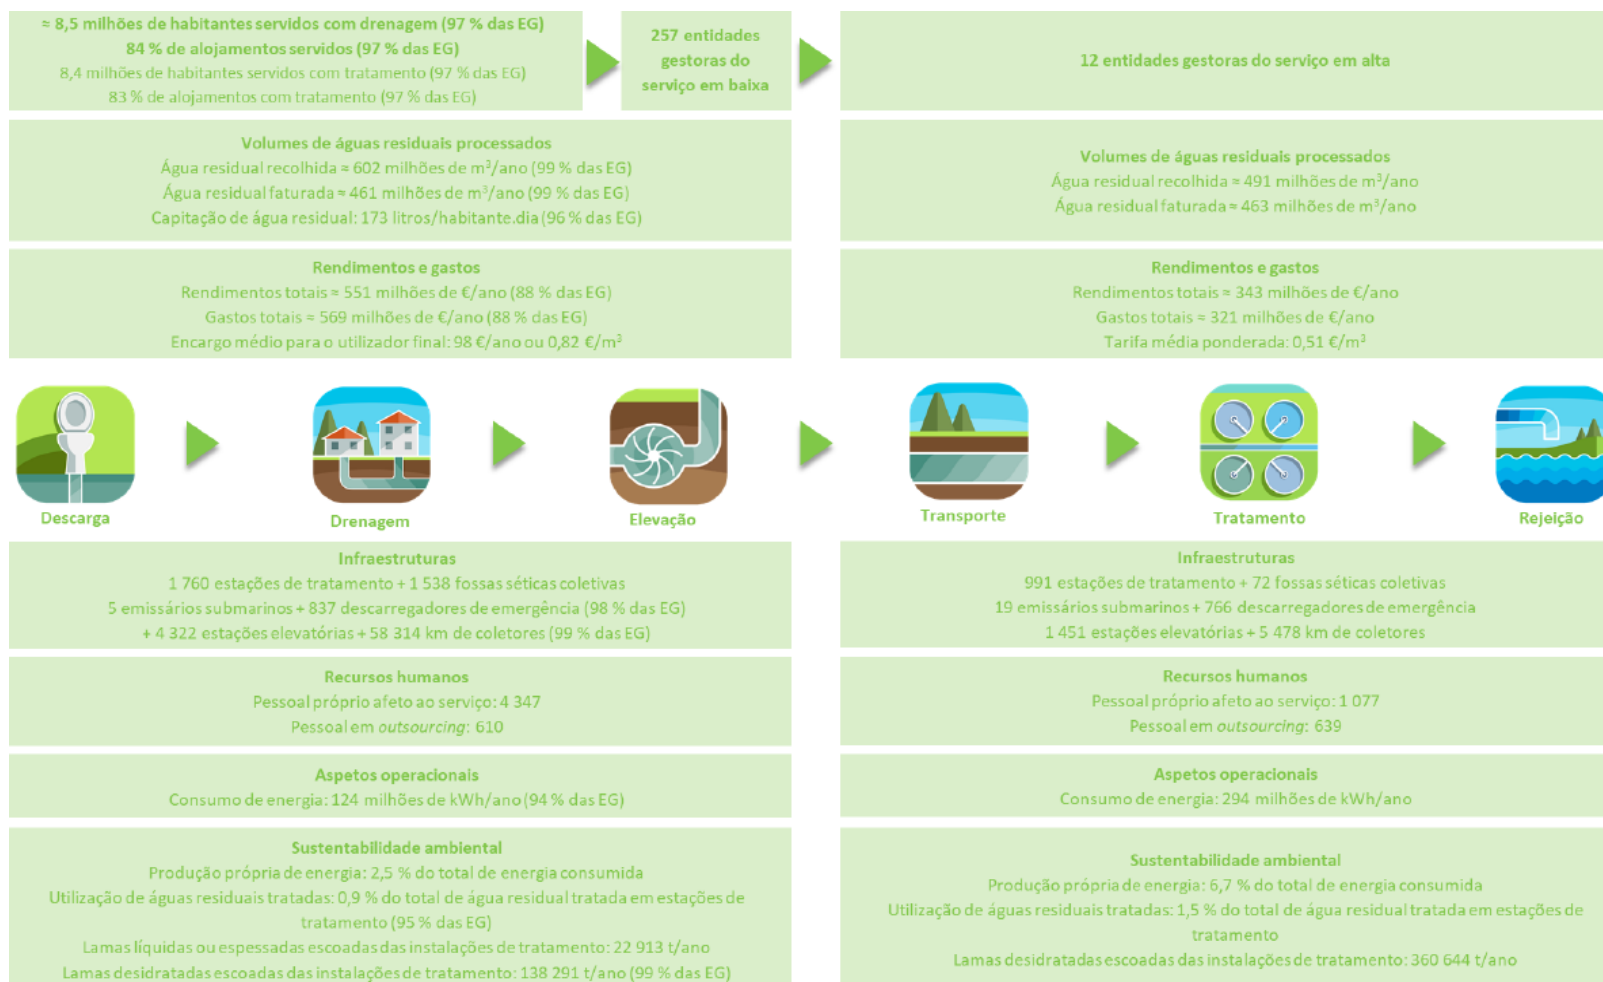 ≈ 8,5 milhões de habitantes servidos com drenagem (97 % das EG)
84 % de alojamentos servidos (97 % das EG)
8,4 milhões de habitantes servidos com tratamento (97 % das EG)
83 % de alojamentos com tratamento (97 % das EG)
257 entidades
gestoras do
serviço em baixa
12 entidades gestoras do serviço em alta
Volumes de águas residuais processados
Água residual recolhida ≈ 602 milhões de m³/ano (99 % das EG)
Água residual faturada ≈ 461 milhões de m³/ano (99 % das EG)
Capitação de água residual: 173 litros/habitante.dia (96 % das EG)
Volumes de águas residuais processados
Água residual recolhida ≈ 491 milhões de m³/ano
Água residual faturada ≈ 463 milhões de m³/ano
Rendimentos e gastos
Rendimentos totais ≈ 551 milhões de €/ano (88 % das EG)
Gastos totais ≈ 569 milhões de €/ano (88 % das EG)
Encargo médio para o utilizador final: 98 €/ano ou 0,82 €/m³
Rendimentos e gastos
Rendimentos totais ≈ 343 milhões de €/ano
Gastos totais ≈ 321 milhões de €/ano
Tarifa média ponderada: 0,51 €/m³
Descarga
Drenagem
Elevação
Transporte
Tratamento
Rejeição
Infraestruturas
1 760 estações de tratamento + 1 538 fossas séticas coletivas
5 emissários submarinos + 837 descarregadores de emergência (98 % das EG)
+ 4 322 estações elevatórias + 58 314 km de coletores (99 % das EG)
Infraestruturas
991 estações de tratamento + 72 fossas séticas coletivas
19 emissários submarinos + 766 descarregadores de emergência
1 451 estações elevatórias + 5 478 km de coletores
Recursos humanos
Pessoal próprio afeto ao serviço: 4 347
Pessoal em outsourcing: 610
Recursos humanos
Pessoal próprio afeto ao serviço: 1 077
Pessoal em outsourcing: 639
Aspetos operacionais
Consumo de energia: 124 milhões de kWh/ano (94 % das EG)
Aspetos operacionais
Consumo de energia: 294 milhões de kWh/ano
Sustentabilidade ambiental
Produção própria de energia: 2,5 % do total de energia consumida
Utilização de águas residuais tratadas: 0,9 % do total de água residual tratada em estações de
tratamento (95 % das EG)
Lamas líquidas ou espessadas escoadas das instalações de tratamento: 22 913 t/ano
Lamas desidratadas escoadas das instalações de tratamento: 138 291 t/ano (99 % das EG)
Sustentabilidade ambiental
Produção própria de energia: 6,7 % do total de energia consumida
Utilização de águas residuais tratadas: 1,5 % do total de água residual tratada em estações de
tratamento
Lamas desidratadas escoadas das instalações de tratamento: 360 644 t/ano